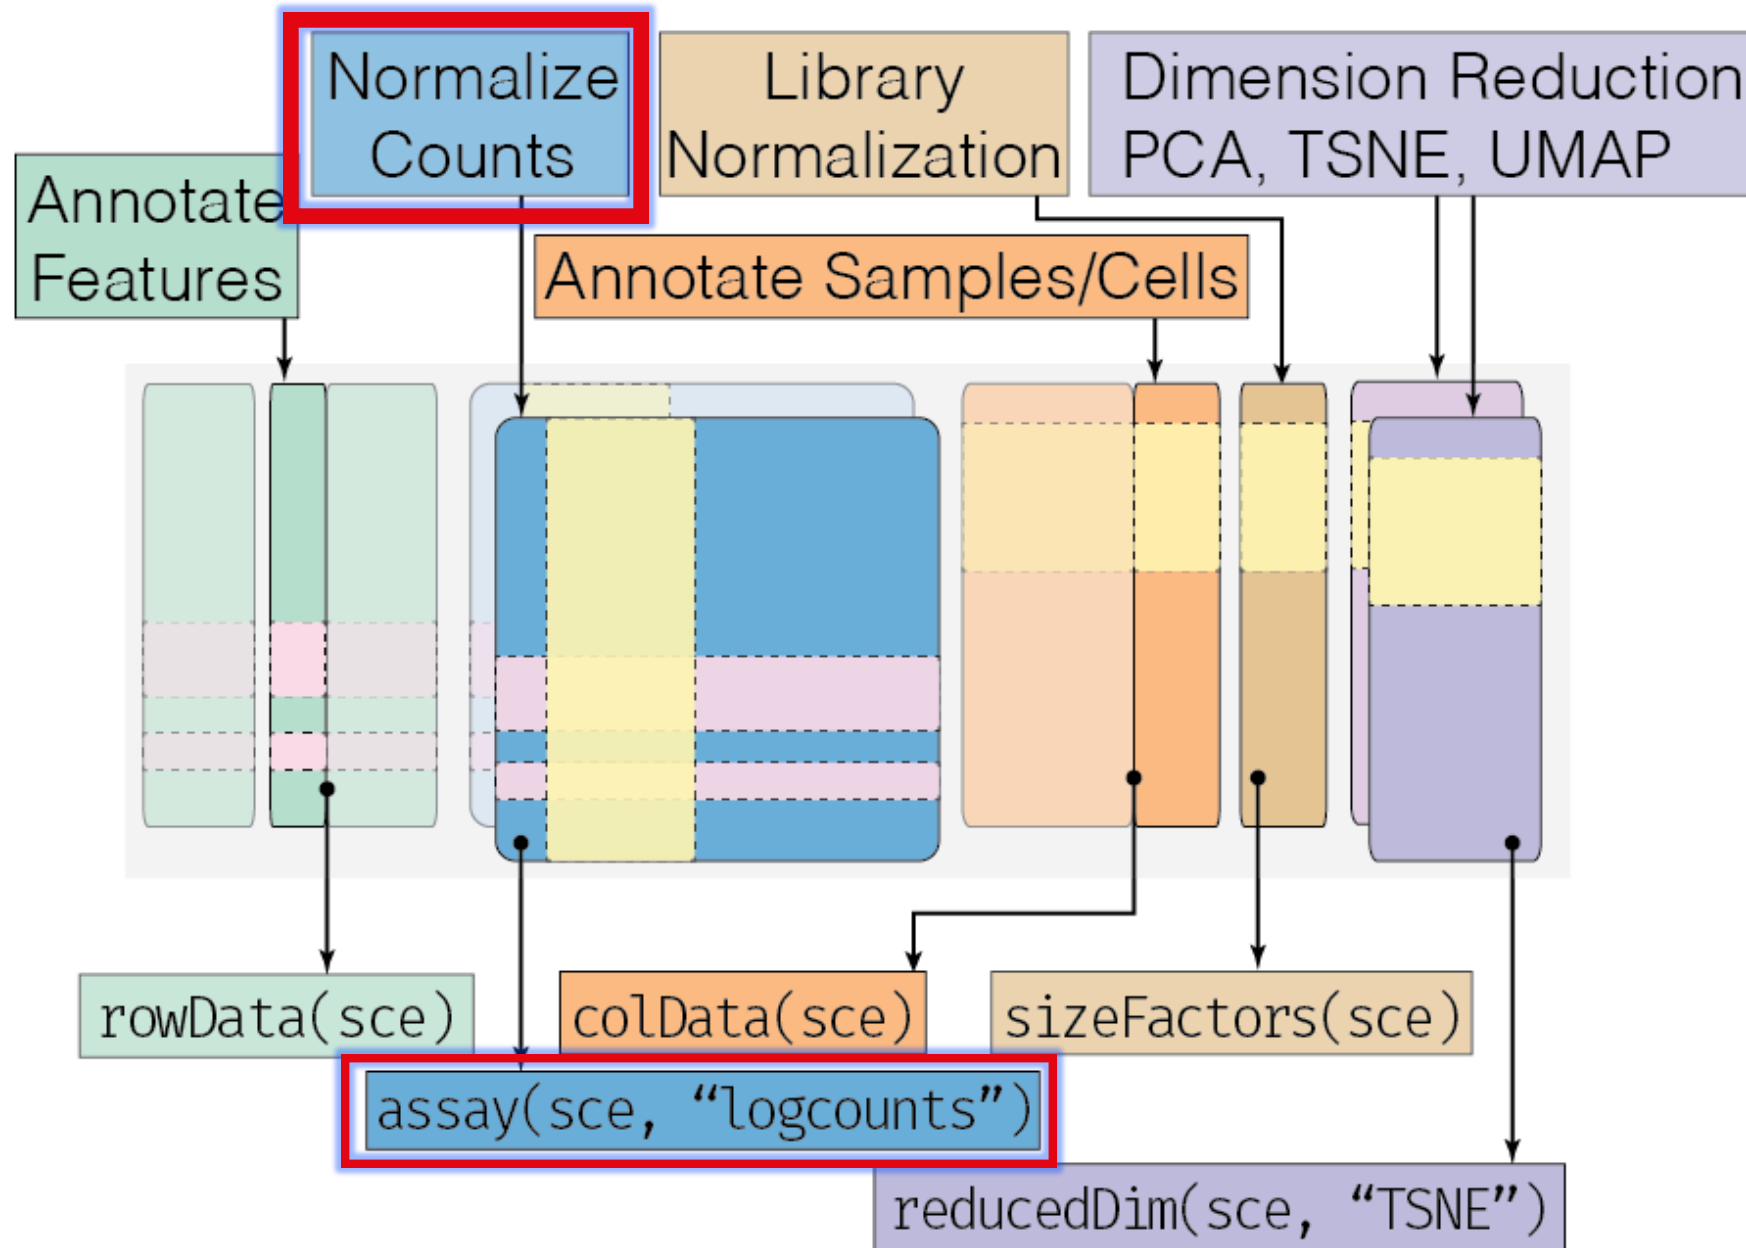 Normalize
Counts
Library
Normalization
Dimension Reduction
PCA, TSNE, UMAP
Annotate
Features
Annotate Samples/Cells
rowData(sce)
colData(sce)
sizeFactors(sce)
assay(sce, “logcounts”)
reducedDim(sce, “TSNE”)